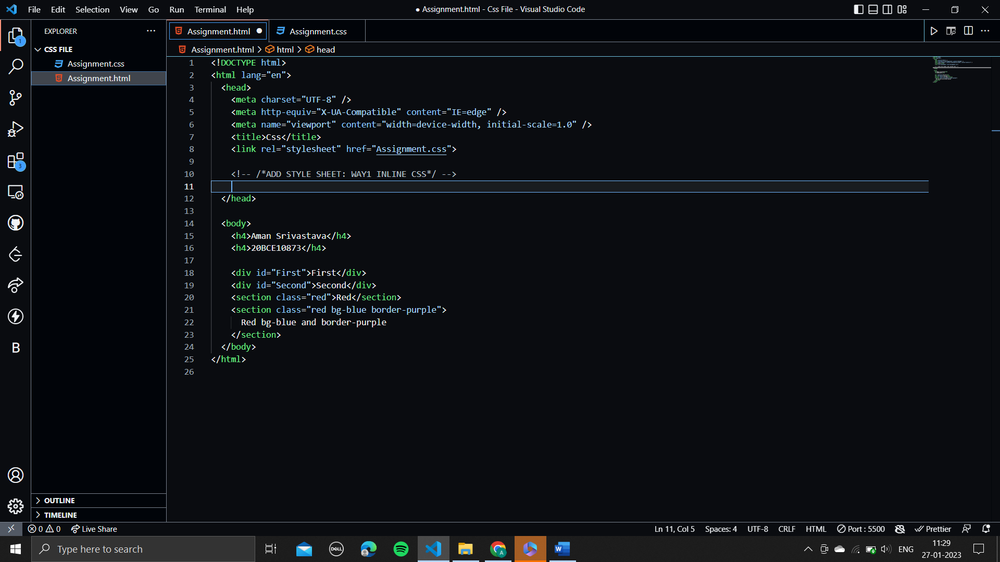 File Edit Selection View Go Run Terminal Help
● Assignment.html - Css File - Visual Studio Code
EXPLORER
CSS FILE
Assignment.css
Assignment.html
OUTLINE
TIMELINE
1
3
B
Assignment.html ● Assignment.css
Assignment.html > html > head
1 <!DOCTYPE html>
2 <html lang="en">
3 <head>
4 <meta charset="UTF-8" />
5 <meta http-equiv="X-UA-Compatible" content="IE=edge" />
6 <meta name="viewport" content="width=device-width, initial-scale=1.0" />
7 <title>Css</title>
8 <link rel="stylesheet" href="Assignment.css">
9
10 <!-- /*ADD STYLE SHEET: WAY1 INLINE CSS*/ -->
11
12 </head>
13
14 <body>
15 <h4>Aman Srivastava</h4>
16 <h4>20BCE10873</h4>
17
18 <div id="First">First</div>
19 <div id="Second">Second</div>
20 <section class="red">Red</section>
21 <section class="red bg-blue border-purple">
22 Red bg-blue and border-purple
23 </section>
24 </body>
25 </html>
26
0 0 Live Share
Ln 11, Col 5 Spaces: 4 UTF-8 CRLF HTML Port : 5500 Prettier
Type here to search
DELL
A
W
ENG
11:29
27-01-2023